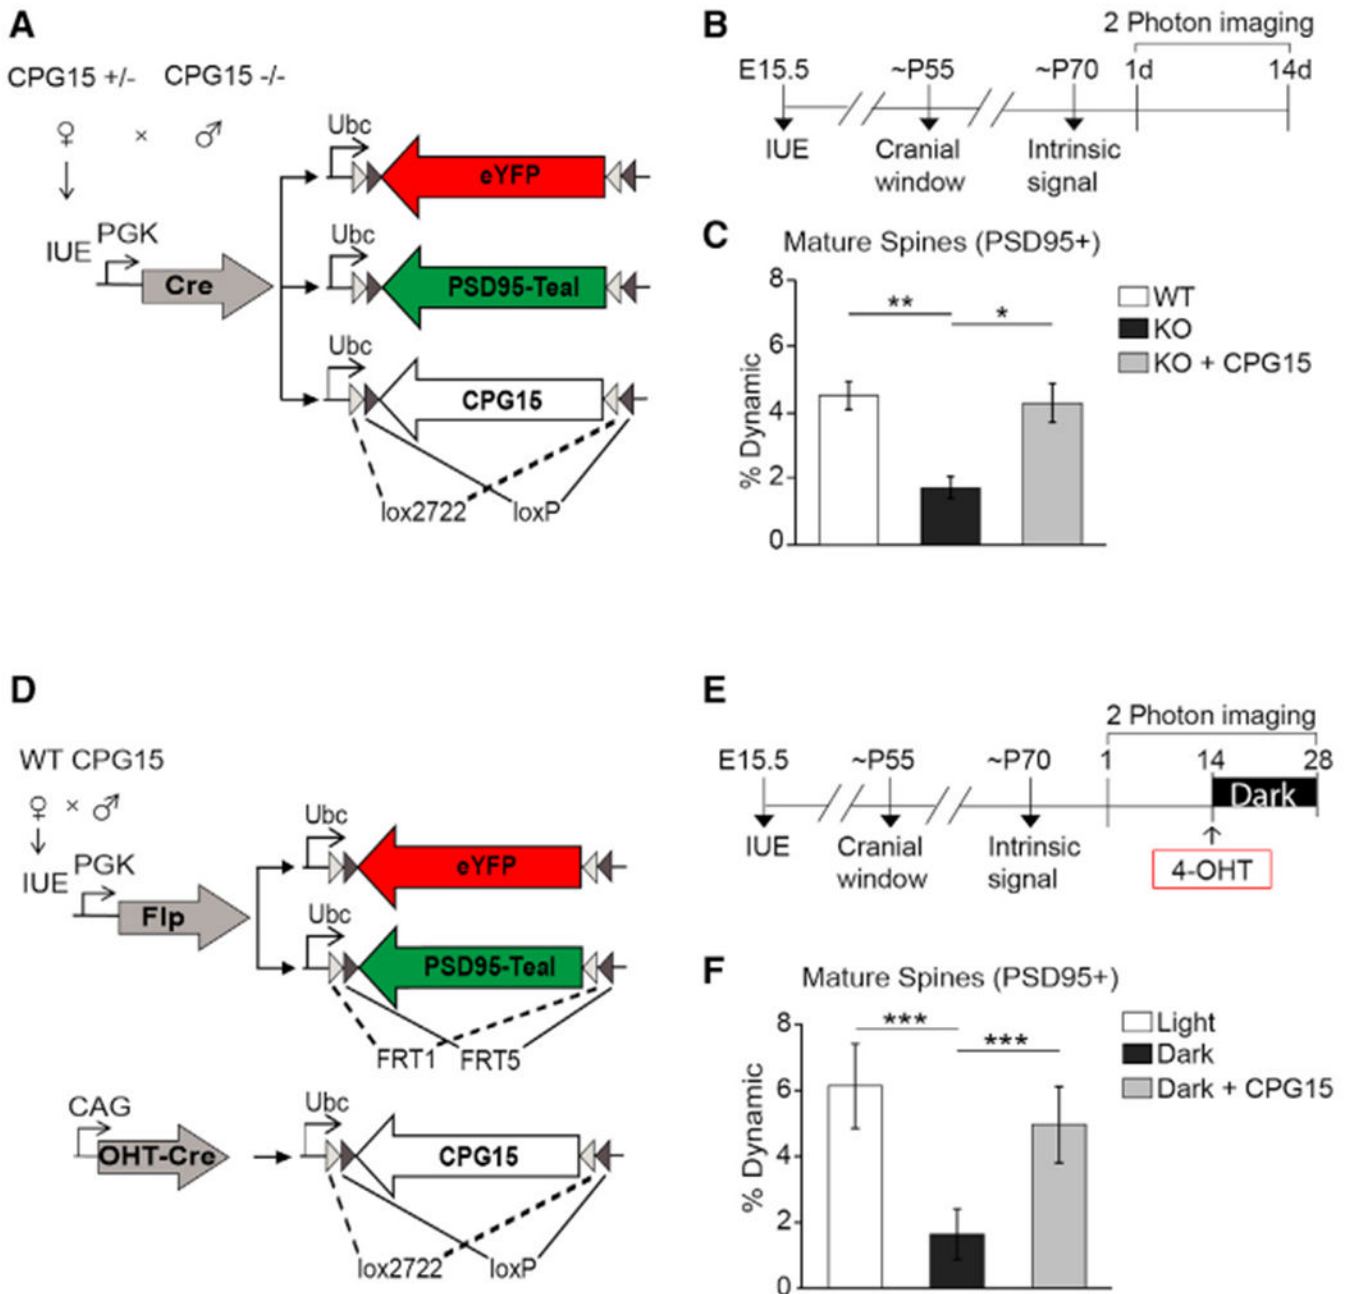 A
CPG15 +/-  CPG15 -/-
♀ × ♂
IUE
PGK
Cre
Ubc
eYFP
Ubc
PSD95-Teal
Ubc
CPG15
lox2722  loxP
B
2 Photon imaging
E15.5  ~P55  ~P70  1d  14d
IUE  Cranial window  Intrinsic signal
C
Mature Spines (PSD95+)
% Dynamic
8
6
4
2
0
**
*
WT
KO
KO + CPG15
D
WT CPG15
♀ × ♂
IUE
PGK
Flp
Ubc
eYFP
Ubc
PSD95-Teal
FRT1  FRT5
CAG
OHT-Cre
Ubc
CPG15
lox2722  loxP
E
2 Photon imaging
E15.5  ~P55  ~P70  1  14  28
Dark
IUE  Cranial window  Intrinsic signal
4-OHT
F
Mature Spines (PSD95+)
% Dynamic
8
6
4
2
0
***
***
Light
Dark
Dark + CPG15